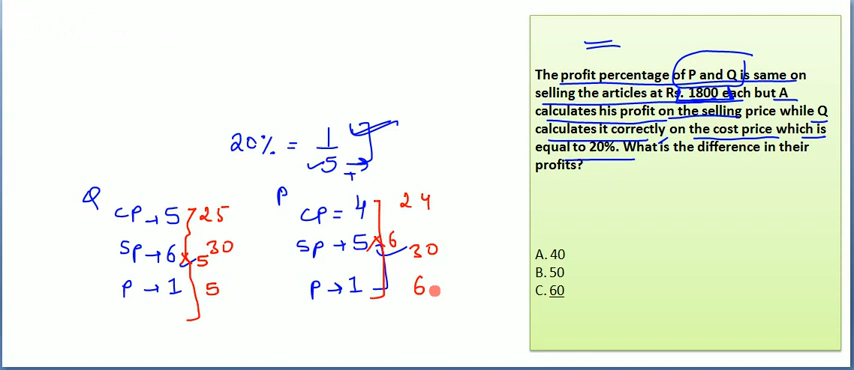 The profit percentage of P and Q is same on
selling the articles at Rs. 1800 each but A
calculates his profit on the selling price while Q
calculates it correctly on the cost price which is
equal to 20%. What is the difference in their
profits?
A. 40
B. 50
C. 60
20% = 1/5
Q
CP → 5 25
SP → 6 × 5 30
P → 1 5
P
CP = 4 24
SP → 5 × 6 30
P → 1 6